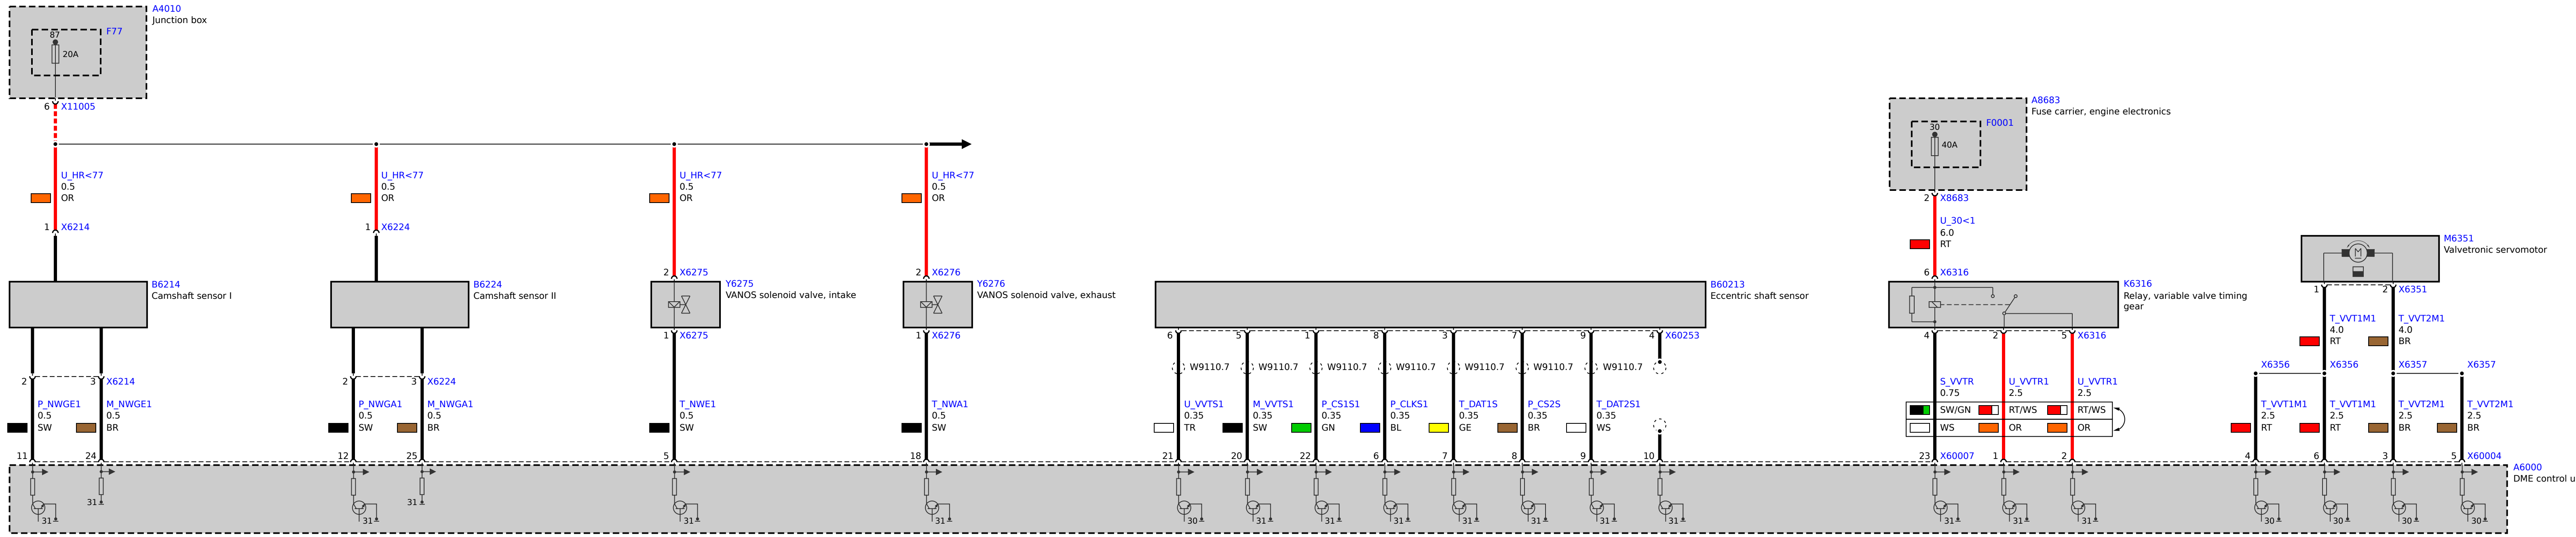 A4010
Junction box
F77
87
20A
6 X11005
U_HR<77
0.5
OR
1 X6214
U_HR<77
0.5
OR
1 X6224
U_HR<77
0.5
OR
2 X6275
U_HR<77
0.5
OR
2 X6276
A8683
Fuse carrier, engine electronics
F0001
30
40A
2 X8683
U_30<1
6.0
RT
6 X6316
B6214
Camshaft sensor I
B6224
Camshaft sensor II
Y6275
VANOS solenoid valve, intake
Y6276
VANOS solenoid valve, exhaust
B60213
Eccentric shaft sensor
K6316
Relay, variable valve timing
gear
M6351
Valvetronic servomotor
M
1 2 X6351
T_VVT1M1
4.0
RT
T_VVT2M1
4.0
BR
X6356 X6356 X6357 X6357
2 3 X6214
P_NWGE1
0.5
SW
M_NWGE1
0.5
BR
2 3 X6224
P_NWGA1
0.5
SW
M_NWGA1
0.5
BR
1 X6275
T_NWE1
0.5
SW
1 X6276
T_NWA1
0.5
SW
6 5 1 8 3 7 9 4 X60253
W9110.7 W9110.7 W9110.7 W9110.7 W9110.7 W9110.7 W9110.7
U_VVTS1
0.35
TR
M_VVTS1
0.35
SW
P_CS1S1
0.35
GN
P_CLKS1
0.35
BL
T_DAT1S
0.35
GE
P_CS2S
0.35
BR
T_DAT2S1
0.35
WS
4 2 5 X6316
S_VVTR
0.75
SW/GN
WS
U_VVTR1
2.5
RT/WS
OR
U_VVTR1
2.5
RT/WS
OR
T_VVT1M1
2.5
RT
T_VVT1M1
2.5
RT
T_VVT2M1
2.5
BR
T_VVT2M1
2.5
BR
11 24 12 25 5 18 21 20 22 6 7 8 9 10 23 X60007 1 2 4 6 3 5 X60004
A6000
DME control u
31 31 31 31 31 31 30 31 31 31 31 31 31 31 31 31 31 30 30 30 30